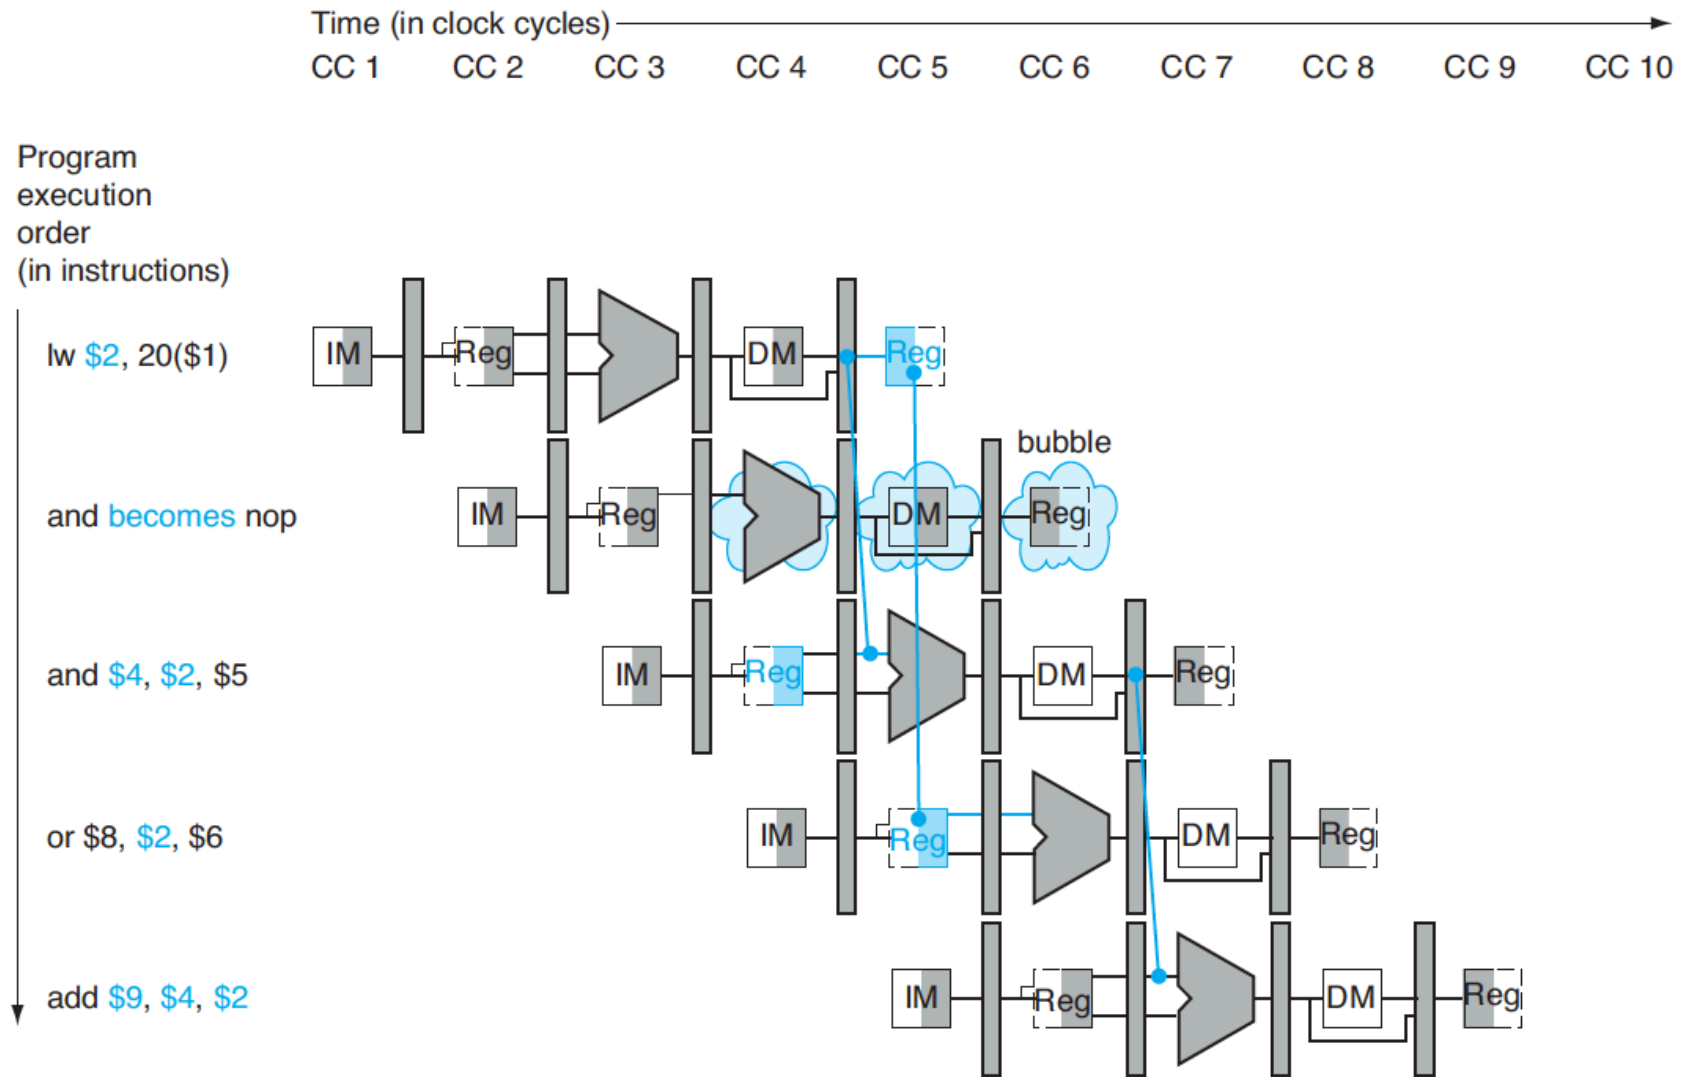 Time (in clock cycles)
CC 1 CC 2 CC 3 CC 4 CC 5 CC 6 CC 7 CC 8 CC 9 CC 10
Program
execution
order
(in instructions)
lw $2, 20($1) IM Reg DM Reg
bubble
and becomes nop IM Reg DM Reg
and $4, $2, $5 IM Reg DM Reg
or $8, $2, $6 IM Reg DM Reg
add $9, $4, $2 IM Reg DM Reg